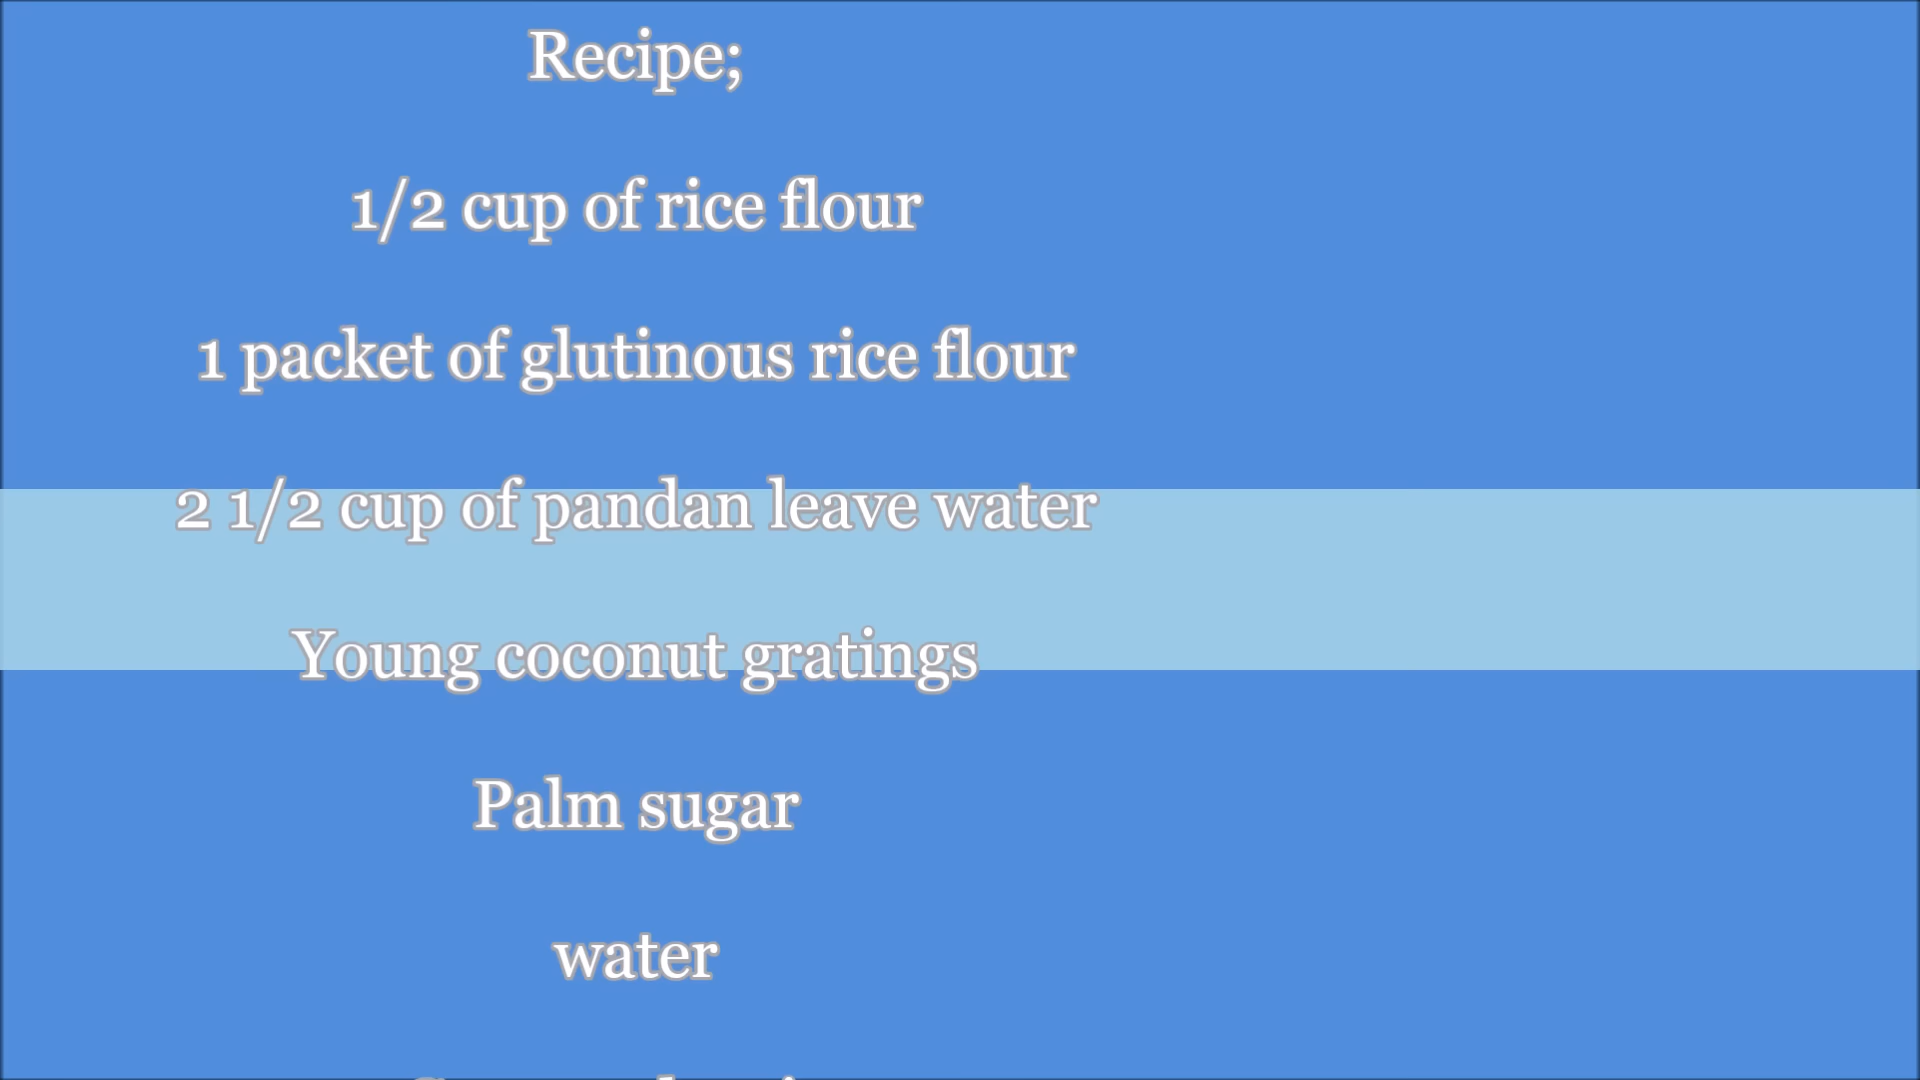 Recipe;
1/2 cup of rice flour
1 packet of glutinous rice flour
2 1/2 cup of pandan leave water
Young coconut gratings
Palm sugar
water